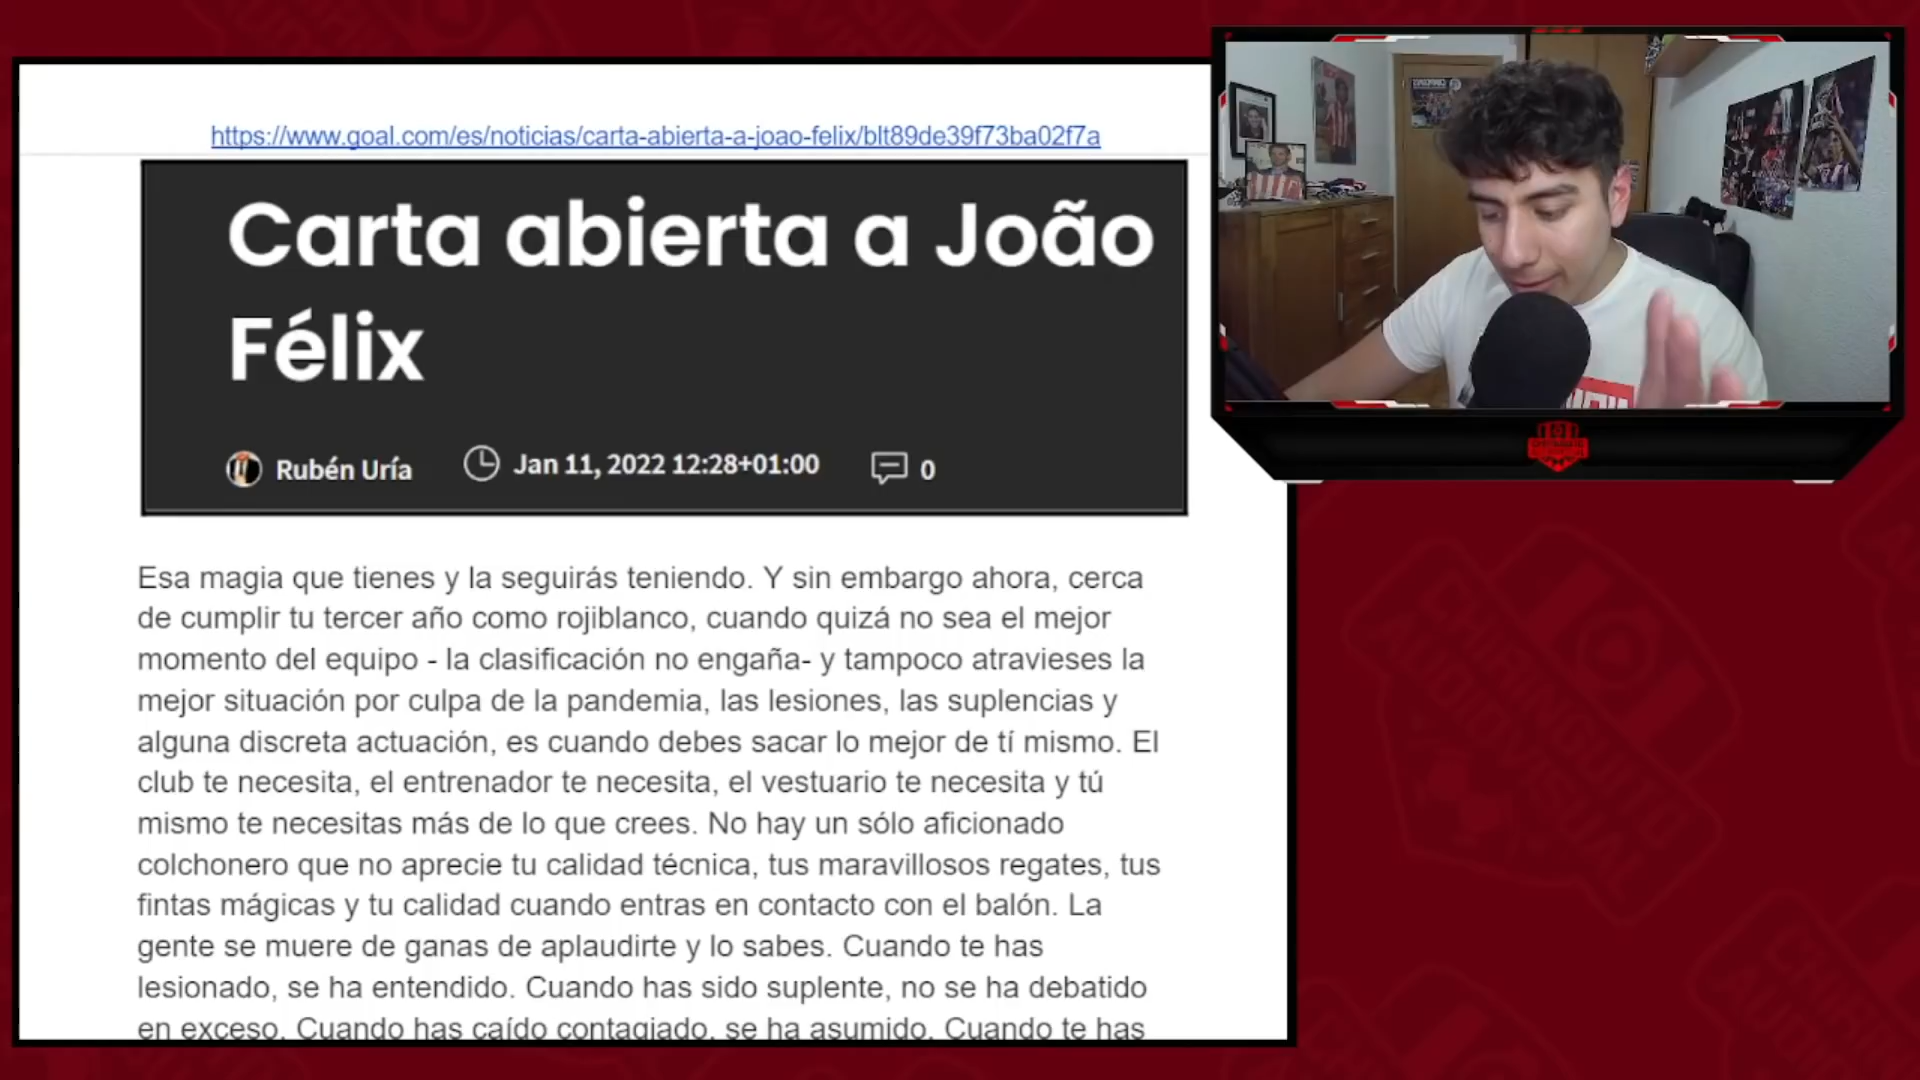 https://www.goal.com/es/noticias/carta-abierta-a-joao-felix/blt89de39f73ba02f7a
Carta abierta a João
Félix
Rubén Uría Jan 11, 2022 12:28+01:00 0
Esa magia que tienes y la seguirás teniendo. Y sin embargo ahora, cerca
de cumplir tu tercer año como rojiblanco, cuando quizá no sea el mejor
momento del equipo - la clasificación no engaña- y tampoco atravieses la
mejor situación por culpa de la pandemia, las lesiones, las suplencias y
alguna discreta actuación, es cuando debes sacar lo mejor de tí mismo. El
club te necesita, el entrenador te necesita, el vestuario te necesita y tú
mismo te necesitas más de lo que crees. No hay un sólo aficionado
colchonero que no aprecie tu calidad técnica, tus maravillosos regates, tus
fintas mágicas y tu calidad cuando entras en contacto con el balón. La
gente se muere de ganas de aplaudirte y lo sabes. Cuando te has
lesionado, se ha entendido. Cuando has sido suplente, no se ha debatido
en exceso. Cuando has caído contagiado, se ha asumido. Cuando te has
CHIRINGUITO
AUDIOVISUAL